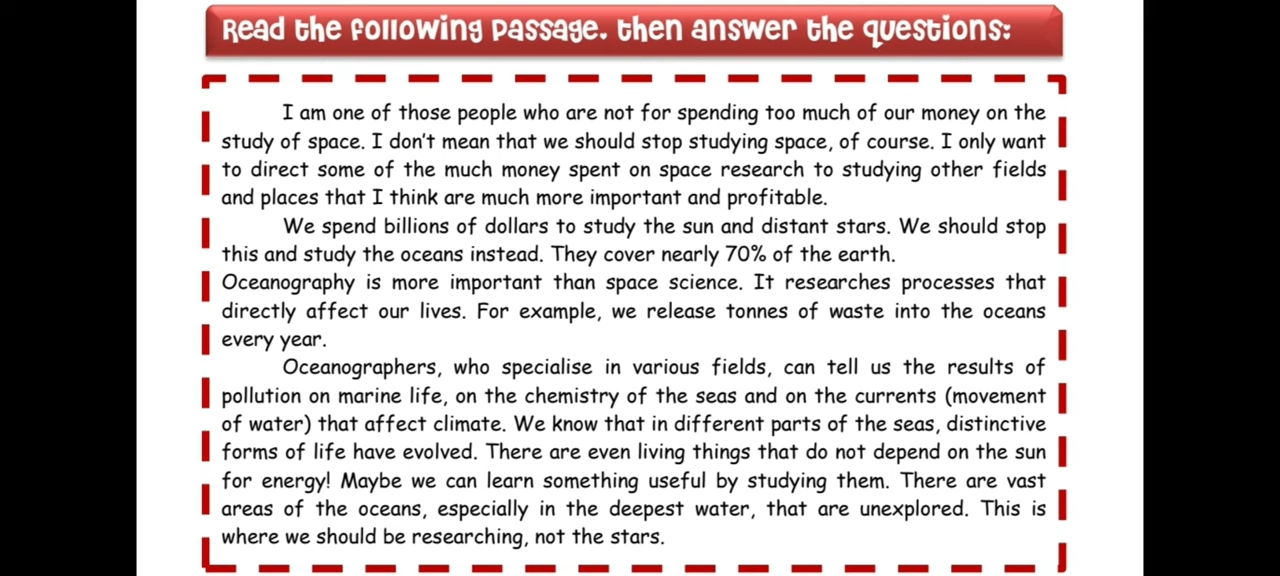 Read the following passage. then answer the questions:
I am one of those people who are not for spending too much of our money on the
study of space. I don't mean that we should stop studying space, of course. I only want
to direct some of the much money spent on space research to studying other fields
and places that I think are much more important and profitable.
We spend billions of dollars to study the sun and distant stars. We should stop
this and study the oceans instead. They cover nearly 70% of the earth.
Oceanography is more important than space science. It researches processes that
directly affect our lives. For example, we release tonnes of waste into the oceans
every year.
Oceanographers, who specialise in various fields, can tell us the results of
pollution on marine life, on the chemistry of the seas and on the currents (movement
of water) that affect climate. We know that in different parts of the seas, distinctive
forms of life have evolved. There are even living things that do not depend on the sun
for energy! Maybe we can learn something useful by studying them. There are vast
areas of the oceans, especially in the deepest water, that are unexplored. This is
where we should be researching, not the stars.